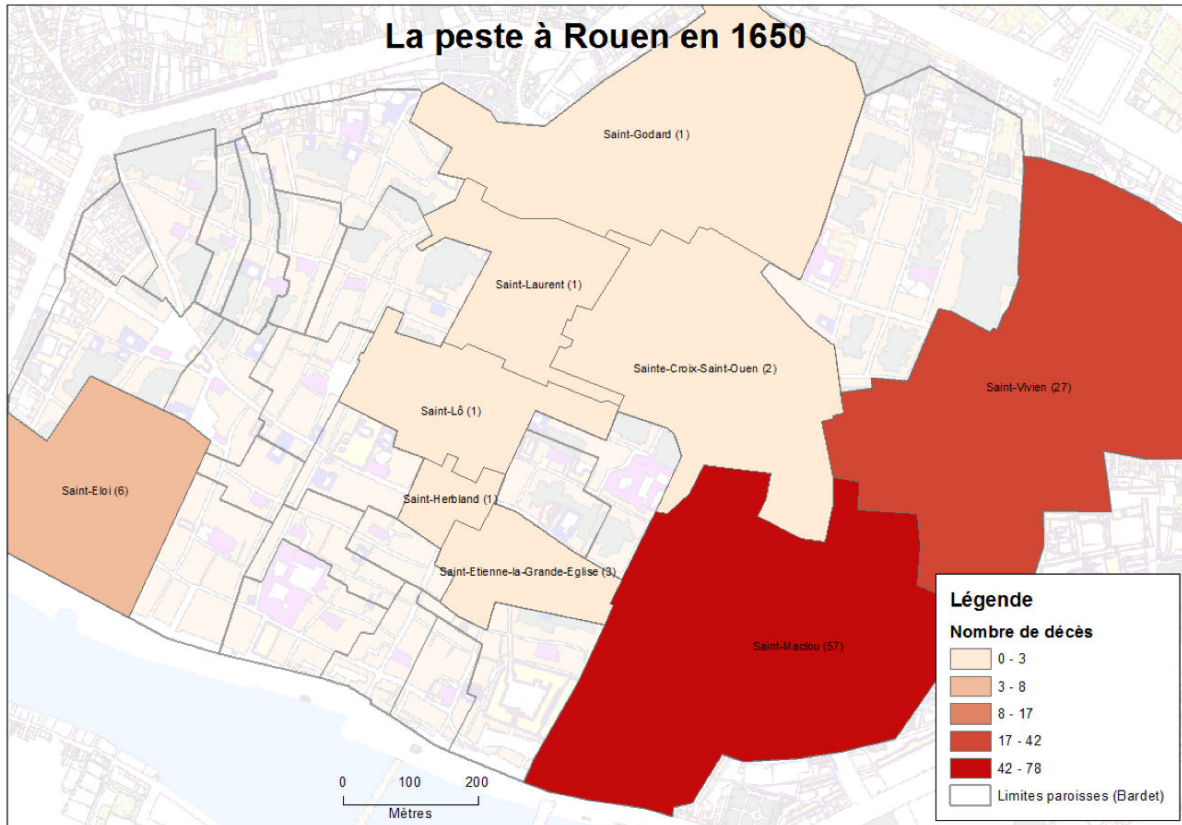 La peste à Rouen en 1650
Saint-Godard (1)
Saint-Laurent (1)
Sainte-Croix-Saint-Ouen (2)
Saint-Vivien (27)
Saint-Lô (1)
Saint-Eloi (6)
Saint-Herbland (1)
Saint-Etienne-la-Grande-Eglise (3)
Saint-Maclou (57)
Légende
Nombre de décès
0 - 3
3 - 8
8 - 17
17 - 42
42 - 78
Limites paroisses (Bardet)
0 100 200
Mètres